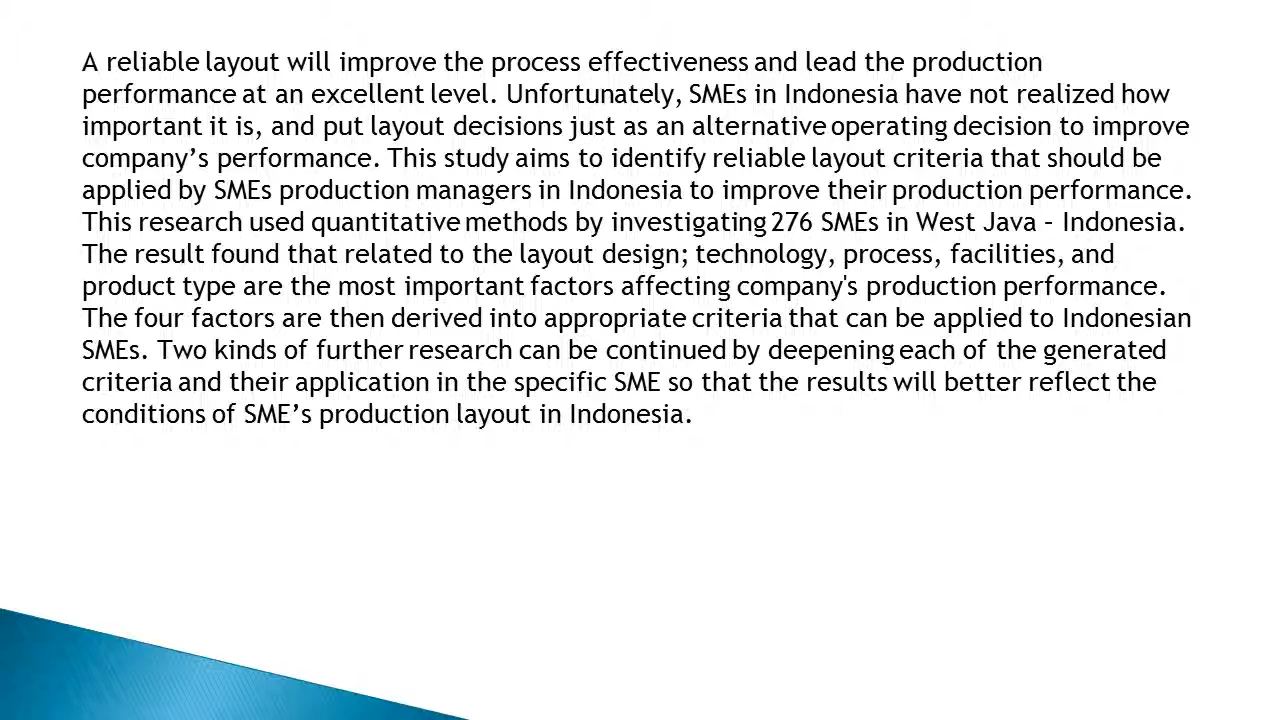 A reliable layout will improve the process effectiveness and lead the production
performance at an excellent level. Unfortunately, SMEs in Indonesia have not realized how
important it is, and put layout decisions just as an alternative operating decision to improve
company’s performance. This study aims to identify reliable layout criteria that should be
applied by SMEs production managers in Indonesia to improve their production performance.
This research used quantitative methods by investigating 276 SMEs in West Java – Indonesia.
The result found that related to the layout design; technology, process, facilities, and
product type are the most important factors affecting company's production performance.
The four factors are then derived into appropriate criteria that can be applied to Indonesian
SMEs. Two kinds of further research can be continued by deepening each of the generated
criteria and their application in the specific SME so that the results will better reflect the
conditions of SME’s production layout in Indonesia.